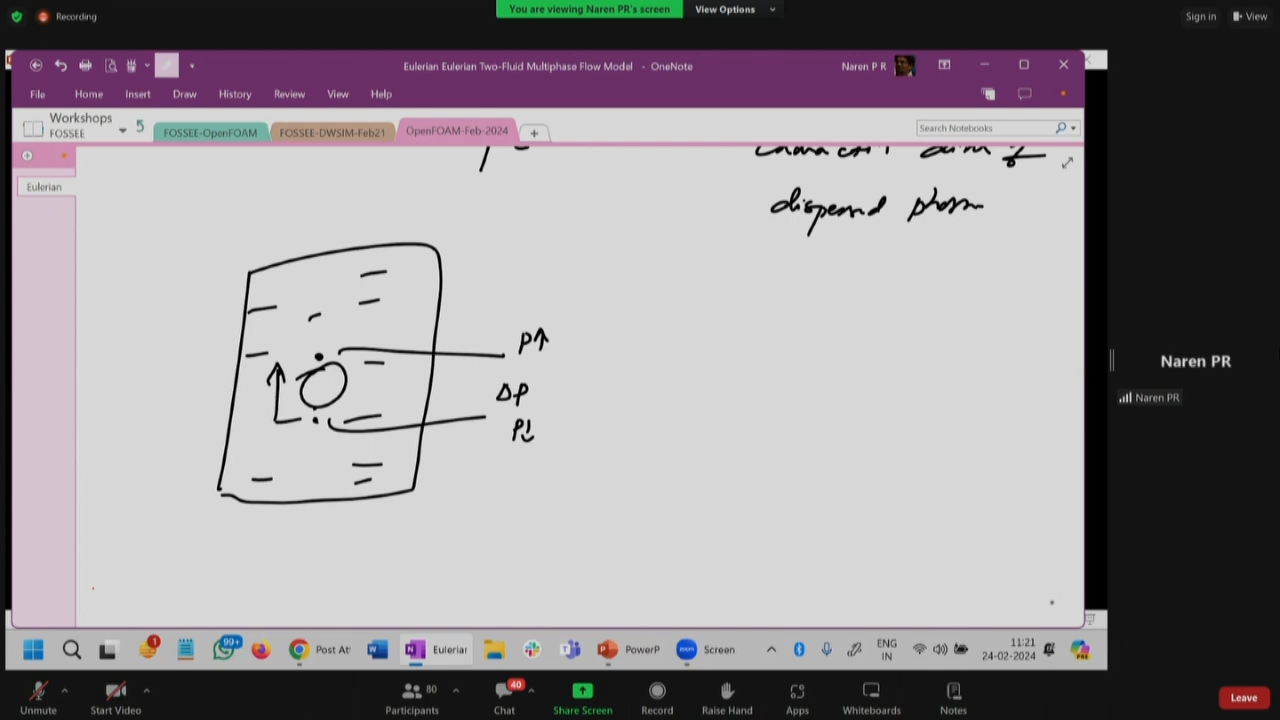 Recording
You are viewing Naren PR's screen
View Options
Sign in
View
Eulerian Eulerian Two-Fluid Multiphase Flow Model - OneNote
Naren P R
File
Home
Insert
Draw
History
Review
View
Help
Workshops
FOSSEE
5
FOSSEE-OpenFOAM
FOSSEE-DWSIM-Feb21
OpenFOAM-Feb-2024
Search Notebooks
Eulerian
dispersed phase
P↑
ΔP
P↓
Naren PR
Naren PR
1
99+
Post At
Eulerian
PowerP
Screen
ENG
IN
11:21
24-02-2024
Unmute
Start Video
80
Participants
40
Chat
Share Screen
Record
Raise Hand
Apps
Whiteboards
Notes
Leave